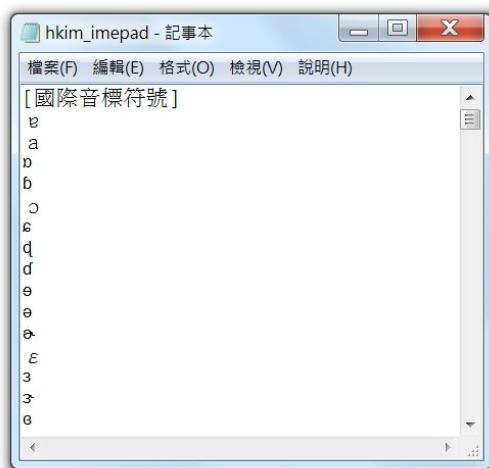 hkim_imepad - 記事本
檔案(F) 編輯(E) 格式(O) 檢視(V) 說明(H)
[國際音標符號]
ɐ
a
ɒ
ɓ
ɔ
ɕ
ɖ
ɗ
ɘ
ə
ɚ
ɛ
ɜ
ɝ
ɞ